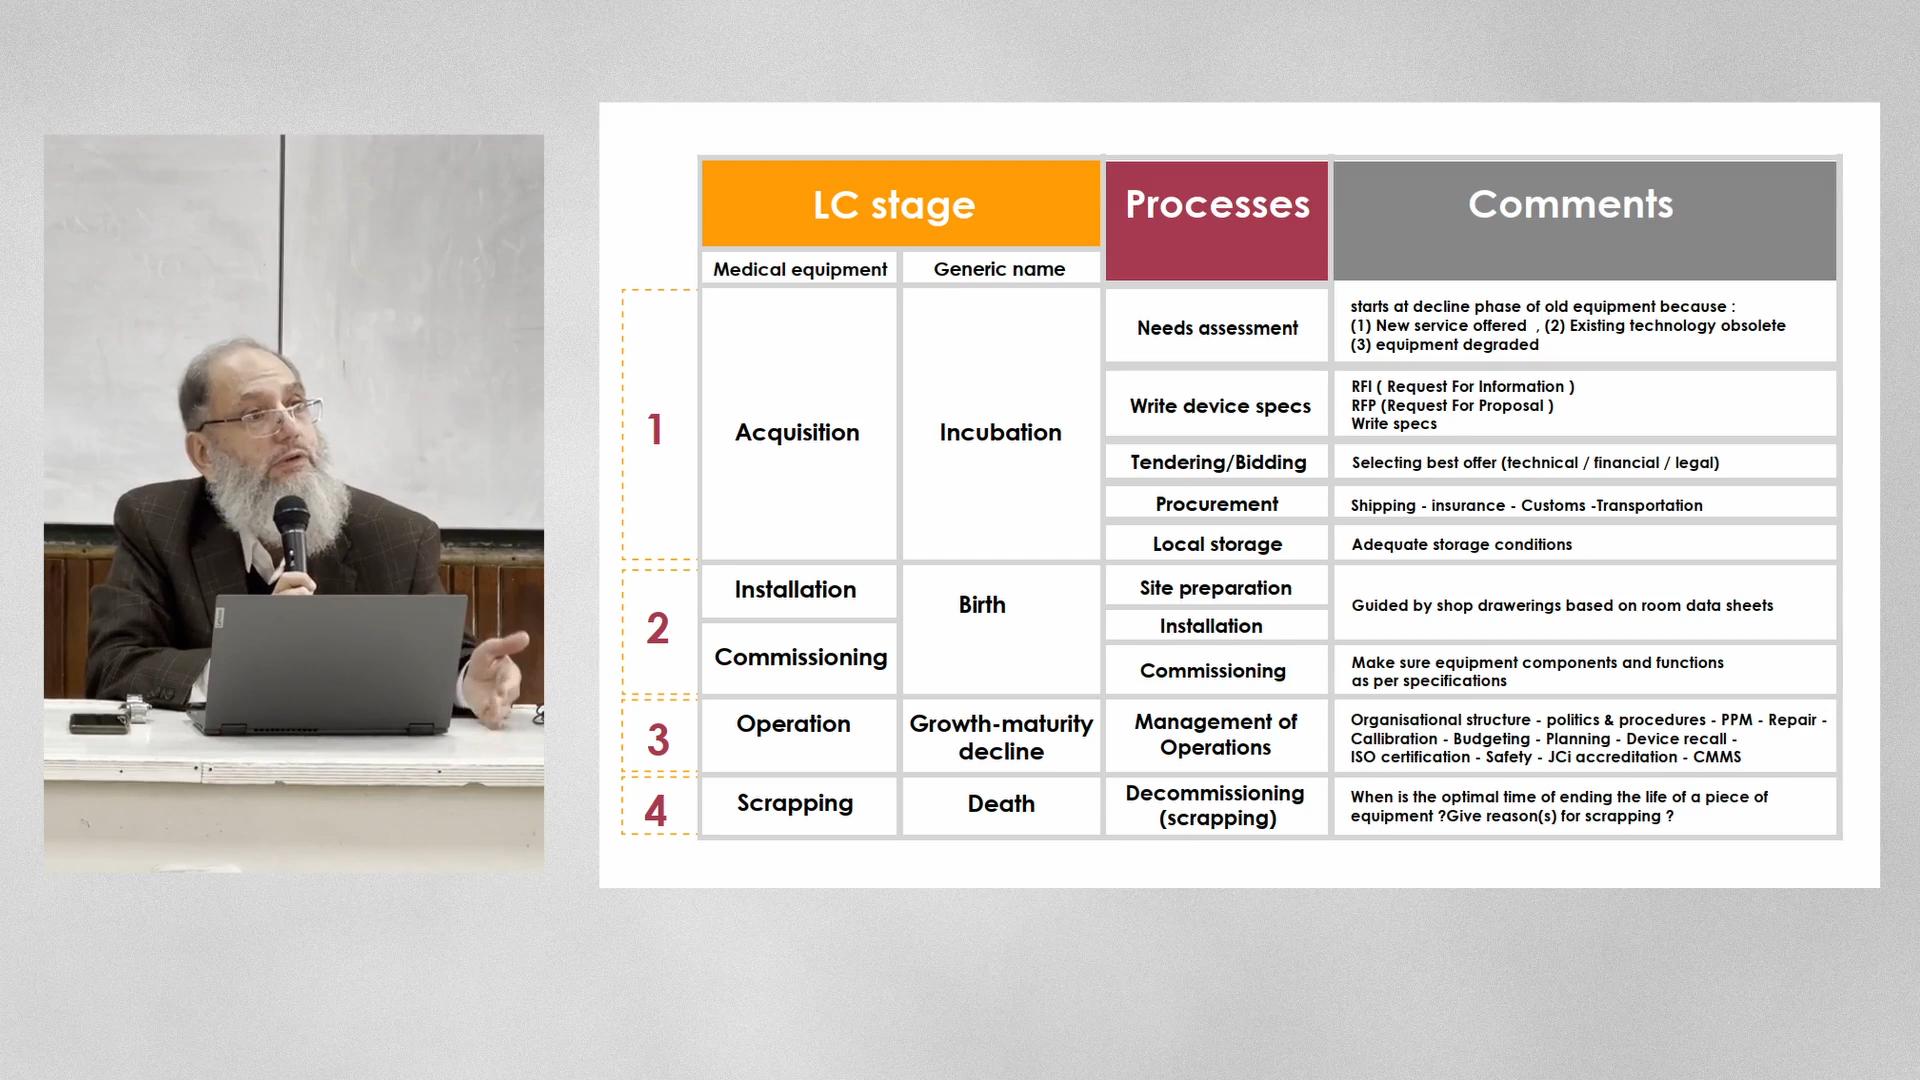 LC stage
Processes
Comments
Medical equipment
Generic name
1
Acquisition
Incubation
Needs assessment
starts at decline phase of old equipment because :
(1) New service offered , (2) Existing technology obsolete
(3) equipment degraded
Write device specs
RFI ( Request For Information )
RFP (Request For Proposal )
Write specs
Tendering/Bidding
Selecting best offer (technical / financial / legal)
Procurement
Shipping - insurance - Customs -Transportation
Local storage
Adequate storage conditions
2
Installation
Commissioning
Birth
Site preparation
Installation
Guided by shop drawerings based on room data sheets
Commissioning
Make sure equipment components and functions
as per specifications
3
Operation
Growth-maturity
decline
Management of
Operations
Organisational structure - politics & procedures - PPM - Repair -
Callibration - Budgeting - Planning - Device recall -
ISO certification - Safety - JCi accreditation - CMMS
4
Scrapping
Death
Decommissioning
(scrapping)
When is the optimal time of ending the life of a piece of
equipment ?Give reason(s) for scrapping ?
Lenovo